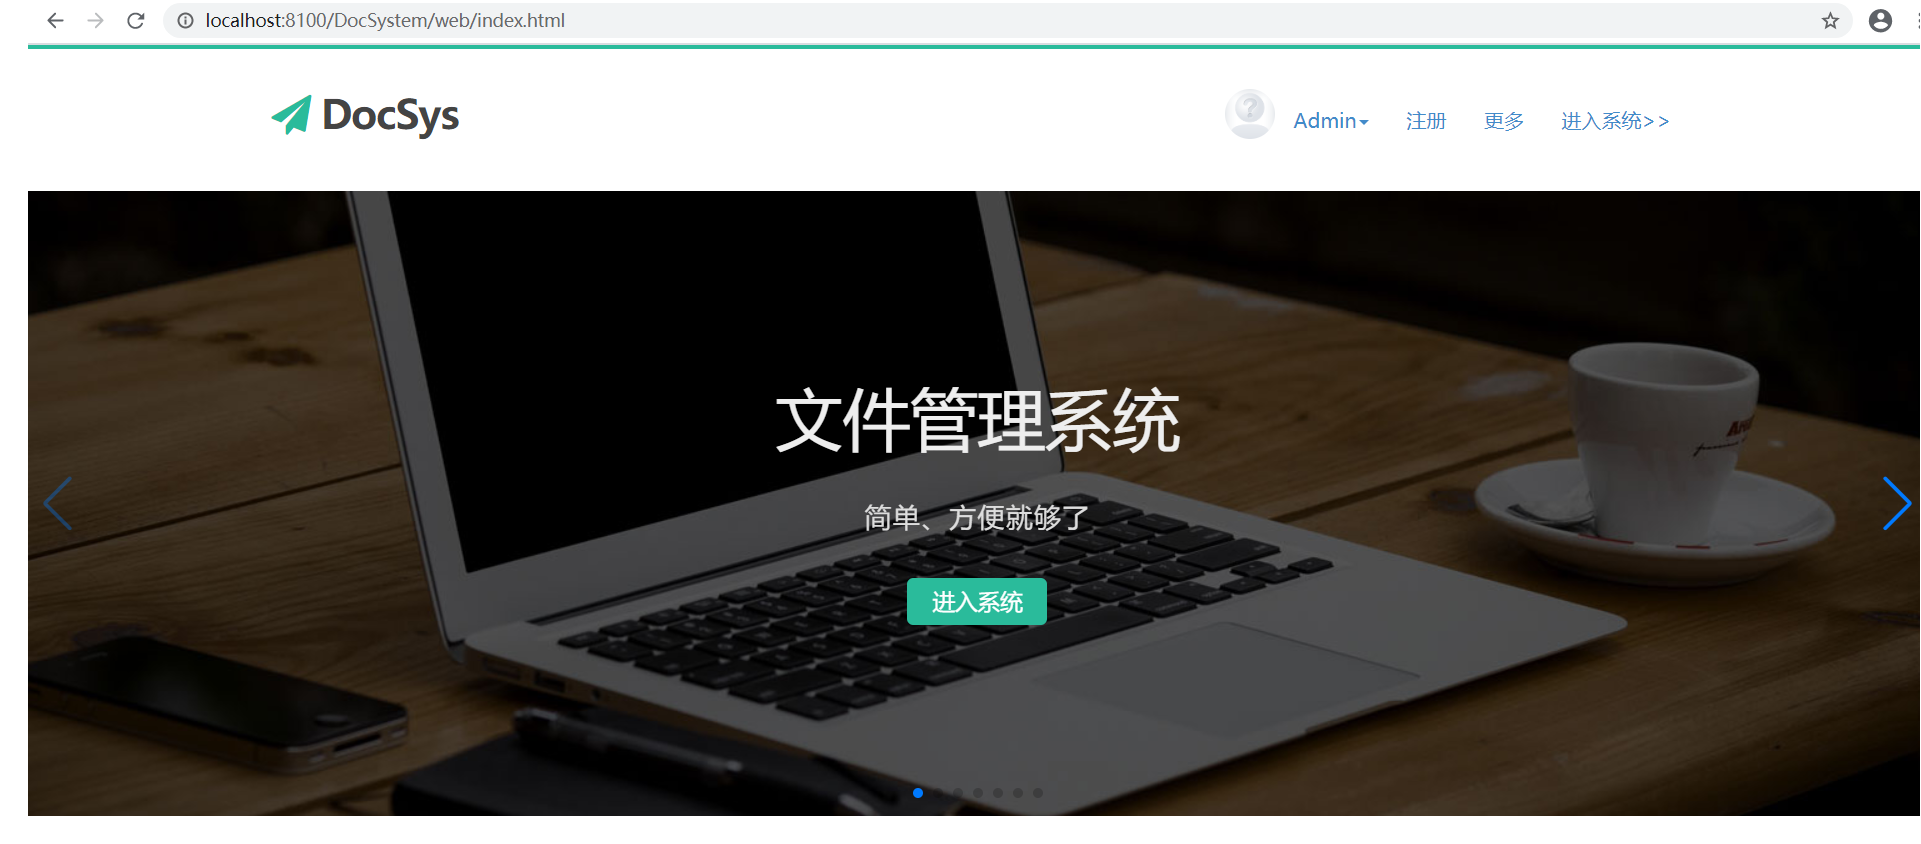 localhost:8100/DocSystem/web/index.html
DocSys
Admin 注册 更多 进入系统>>
文件管理系统
简单、方便就够了
进入系统